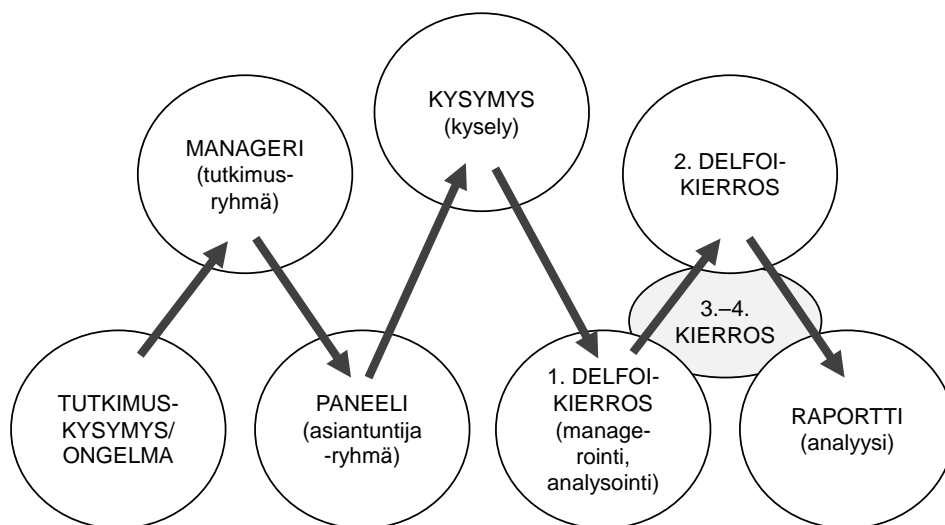 TUTKIMUS-
KYSYMYS/
ONGELMA
MANAGERI
(tutkimus-
ryhmä)
PANEELI
(asiantuntija
-ryhmä)
KYSYMYS
(kysely)
1. DELFOI-
KIERROS
(manage-
rointi,
analysointi)
2. DELFOI-
KIERROS
3.–4.
KIERROS
RAPORTTI
(analyysi)